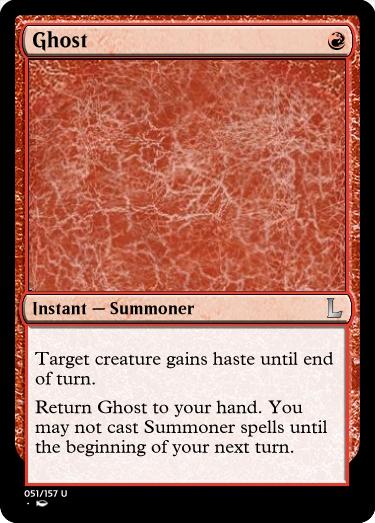 Ghost
Instant — Summoner
L
Target creature gains haste until end
of turn.
Return Ghost to your hand. You
may not cast Summoner spells until
the beginning of your next turn.
051/157 U